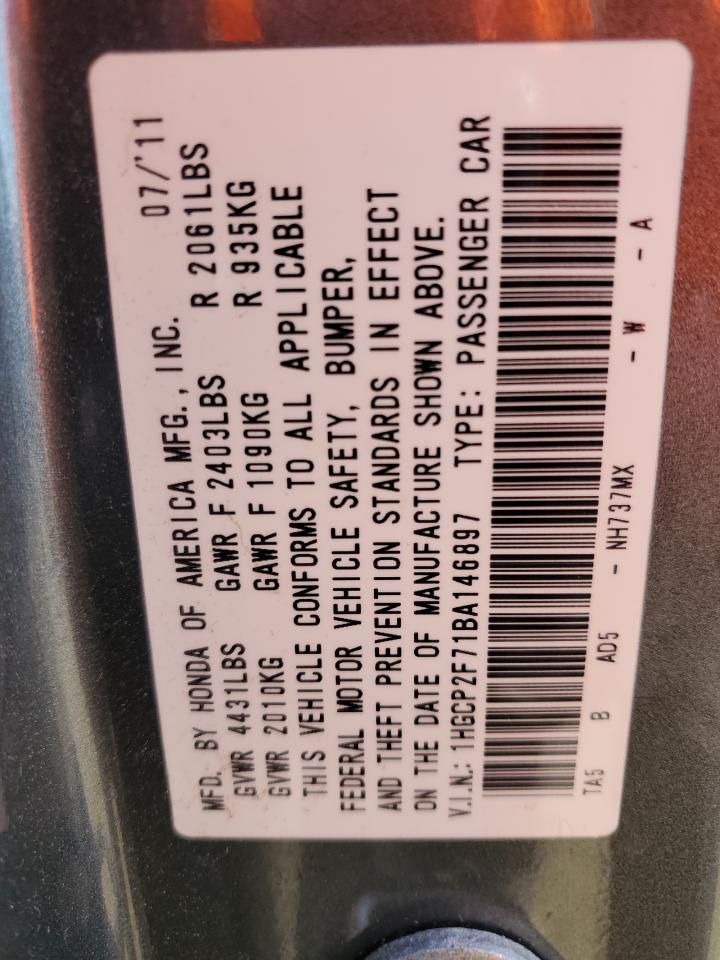 MFD. BY HONDA OF AMERICA MFG., INC. 07/'11
GVWR 4431LBS GAWR F 2403LBS R 2061LBS
GVWR 2010KG GAWR F 1090KG R 935KG
THIS VEHICLE CONFORMS TO ALL APPLICABLE
FEDERAL MOTOR VEHICLE SAFETY, BUMPER,
AND THEFT PREVENTION STANDARDS IN EFFECT
ON THE DATE OF MANUFACTURE SHOWN ABOVE.
V.I.N.: 1HGCP2F71BA146897 TYPE: PASSENGER CAR
TA5 B AD5 - NH737MX - W - A